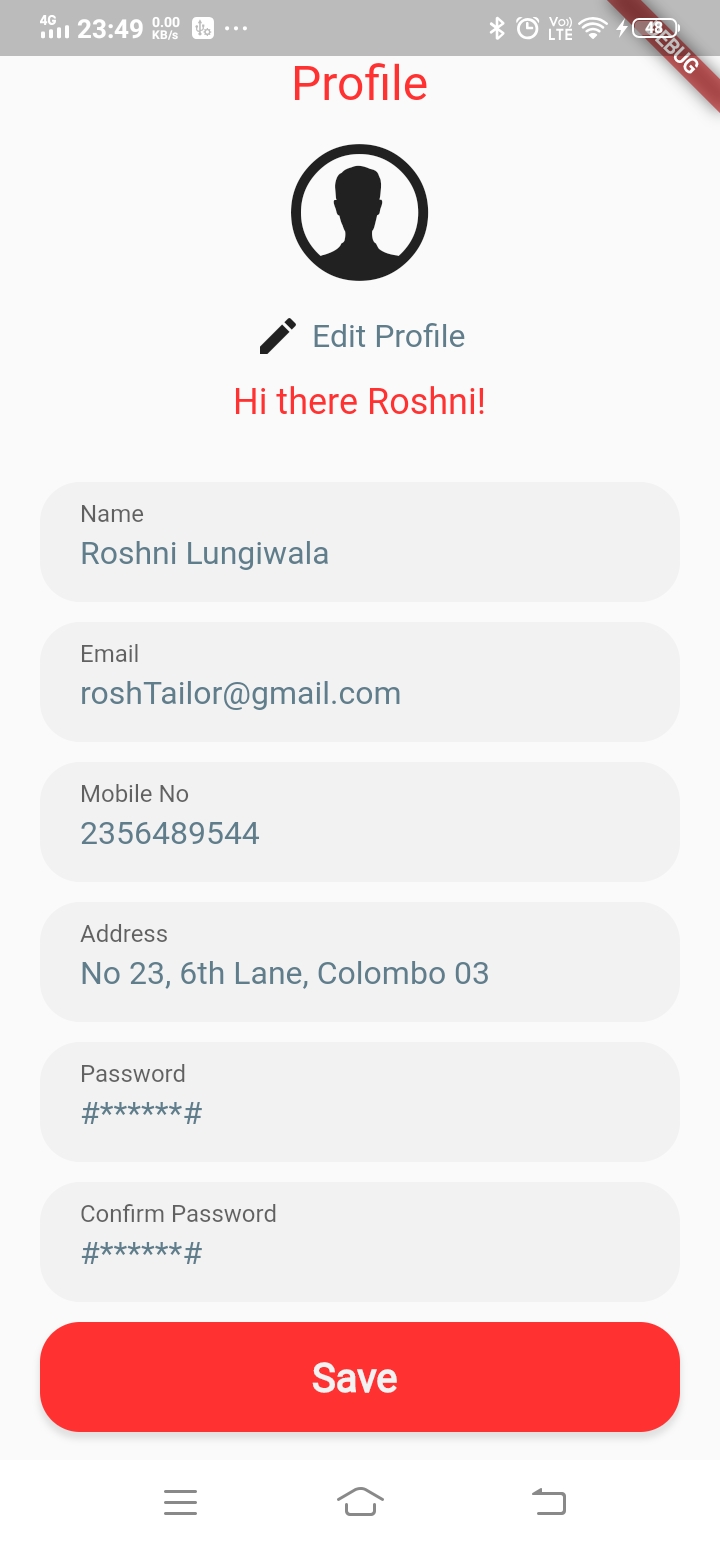 4G 23:49 0.00 KB/s ... Vo)) LTE 48
DEBUG
Profile
Edit Profile
Hi there Roshni!
Name
Roshni Lungiwala
Email
roshTailor@gmail.com
Mobile No
2356489544
Address
No 23, 6th Lane, Colombo 03
Password
#******#
Confirm Password
#******#
Save